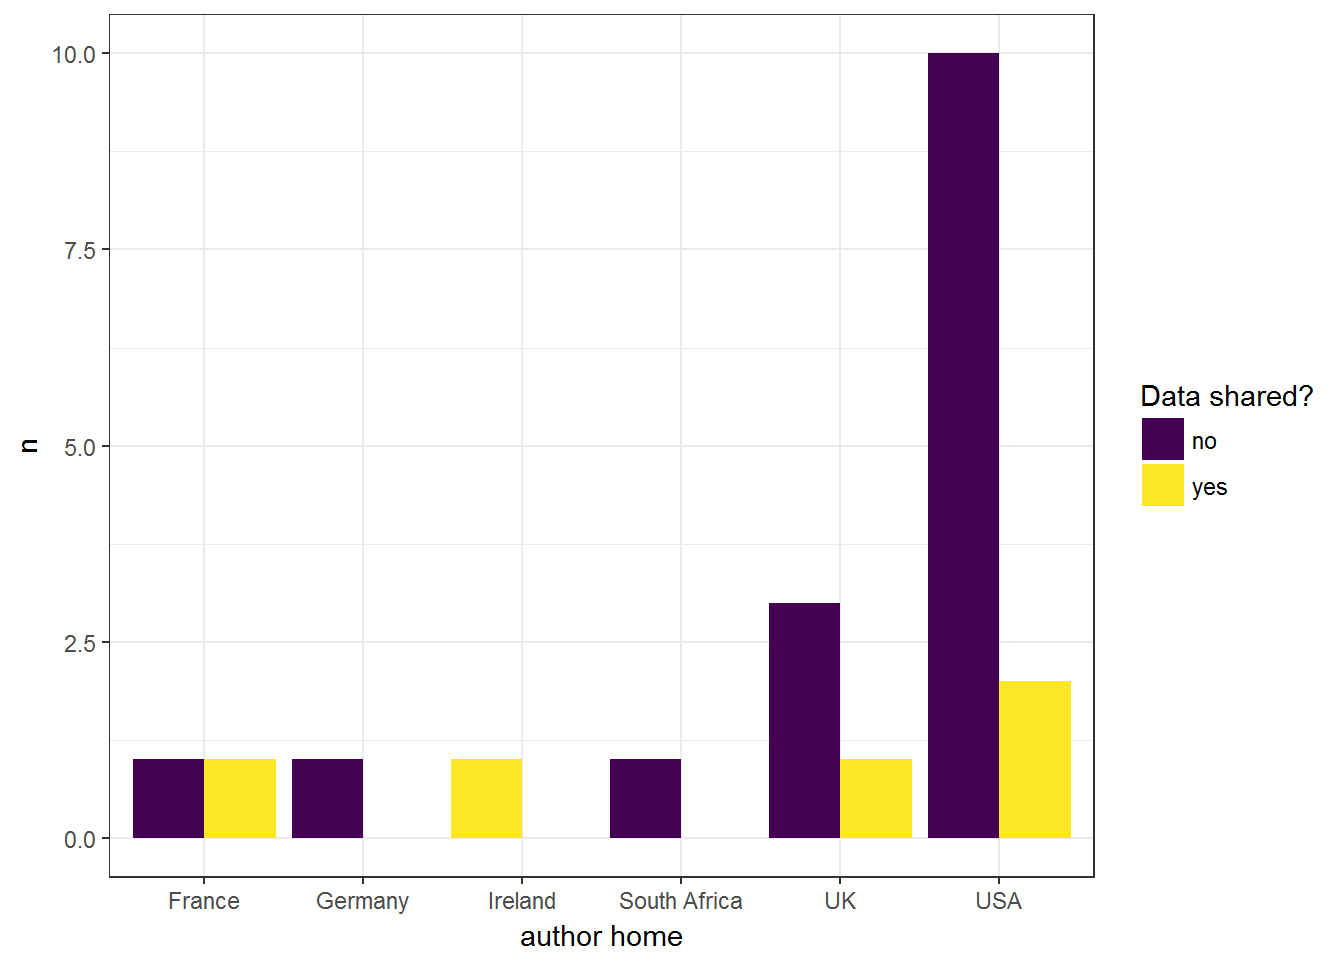 10.0
7.5
5.0
2.5
0.0
n
France Germany Ireland South Africa UK USA
author home
Data shared?
no
yes